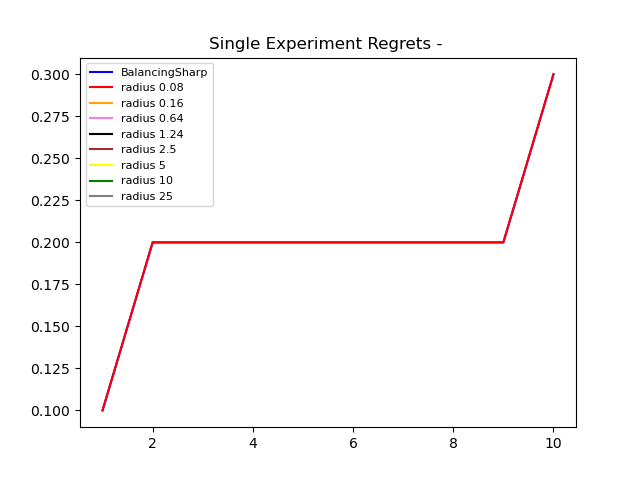 Single Experiment Regrets -
0.300
0.275
0.250
0.225
0.200
0.175
0.150
0.125
0.100
BalancingSharp
radius 0.08
radius 0.16
radius 0.64
radius 1.24
radius 2.5
radius 5
radius 10
radius 25
2 4 6 8 10